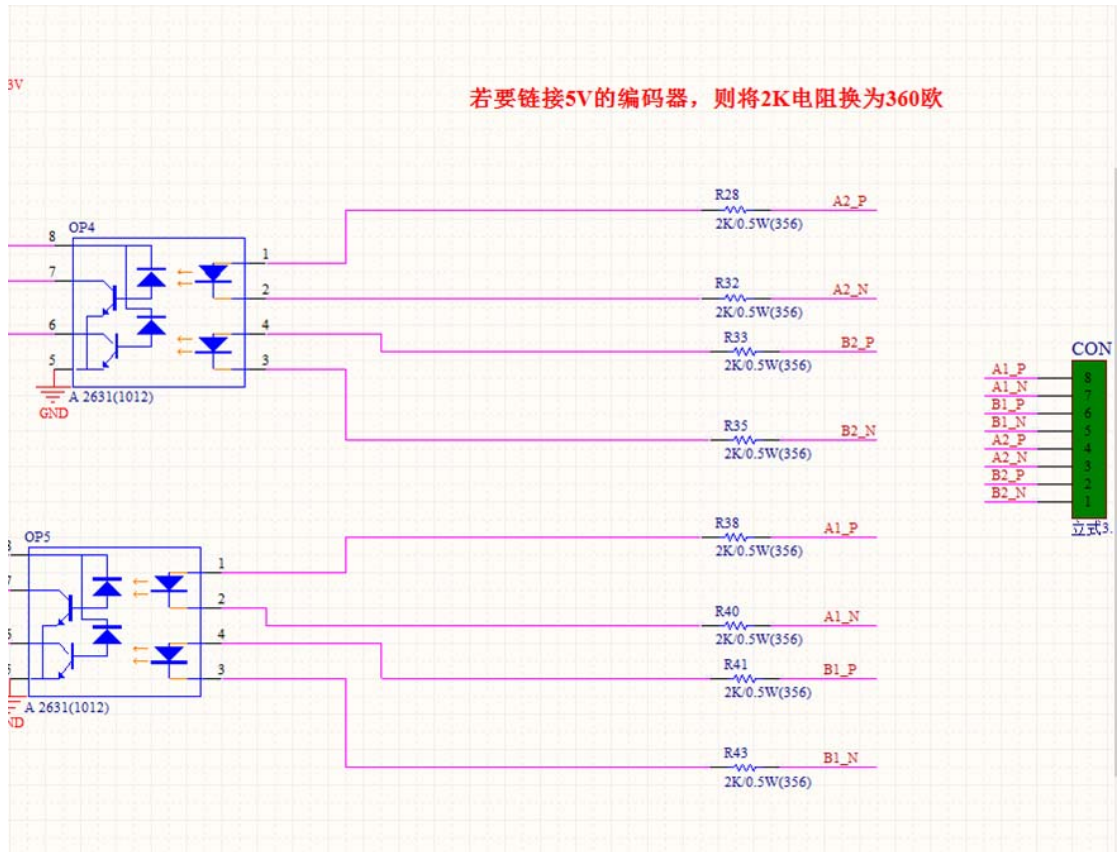 3V
若要链接5V的编码器，则将2K电阻换为360欧
OP4
8
7
6
5
1
2
4
3
GND
A 2631(1012)
R28
A2_P
2K/0.5W(356)
R32
A2_N
2K/0.5W(356)
R33
B2_P
2K/0.5W(356)
R35
B2_N
2K/0.5W(356)
CON
A1_P
8
A1_N
7
B1_P
6
B1_N
5
A2_P
4
A2_N
3
B2_P
2
B2_N
1
立式3.
OP5
1
2
4
3
A 2631(1012)
R38
A1_P
2K/0.5W(356)
R40
A1_N
2K/0.5W(356)
R41
B1_P
2K/0.5W(356)
R43
B1_N
2K/0.5W(356)